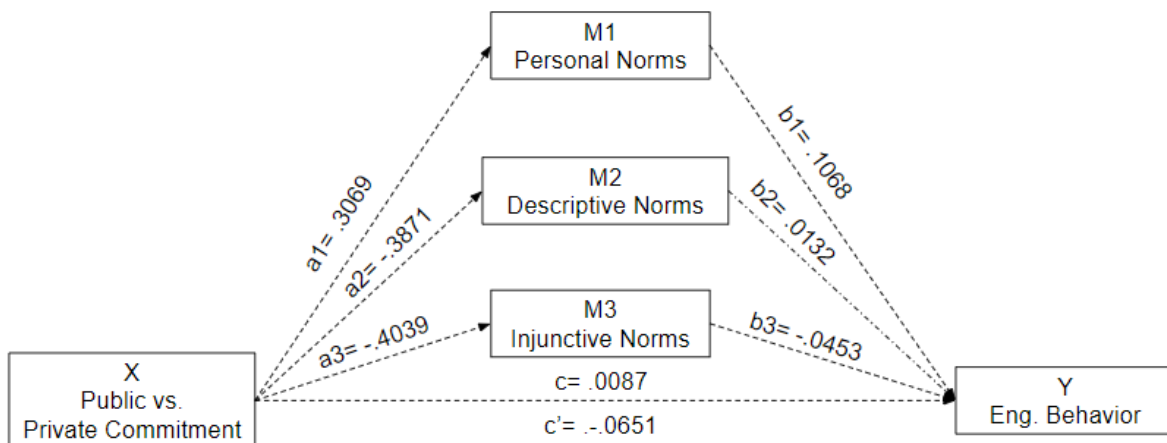 M1
Personal Norms
a1= .3069
b1= .1068
M2
Descriptive Norms
a2= -.3871
b2= .0132
M3
Injunctive Norms
a3= -.4039
b3= -.0453
X
Public vs.
Private Commitment
c= .0087
c’= .-.0651
Y
Eng. Behavior